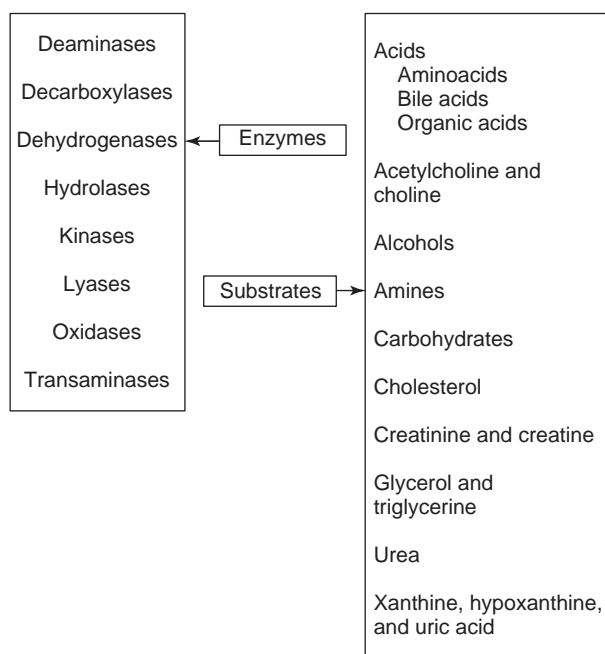 Deaminases
Decarboxylases
Dehydrogenases
Hydrolases
Kinases
Lyases
Oxidases
Transaminases
Enzymes
Substrates
Acids
Aminoacids
Bile acids
Organic acids
Acetylcholine and
choline
Alcohols
Amines
Carbohydrates
Cholesterol
Creatinine and creatine
Glycerol and
triglycerine
Urea
Xanthine, hypoxanthine,
and uric acid